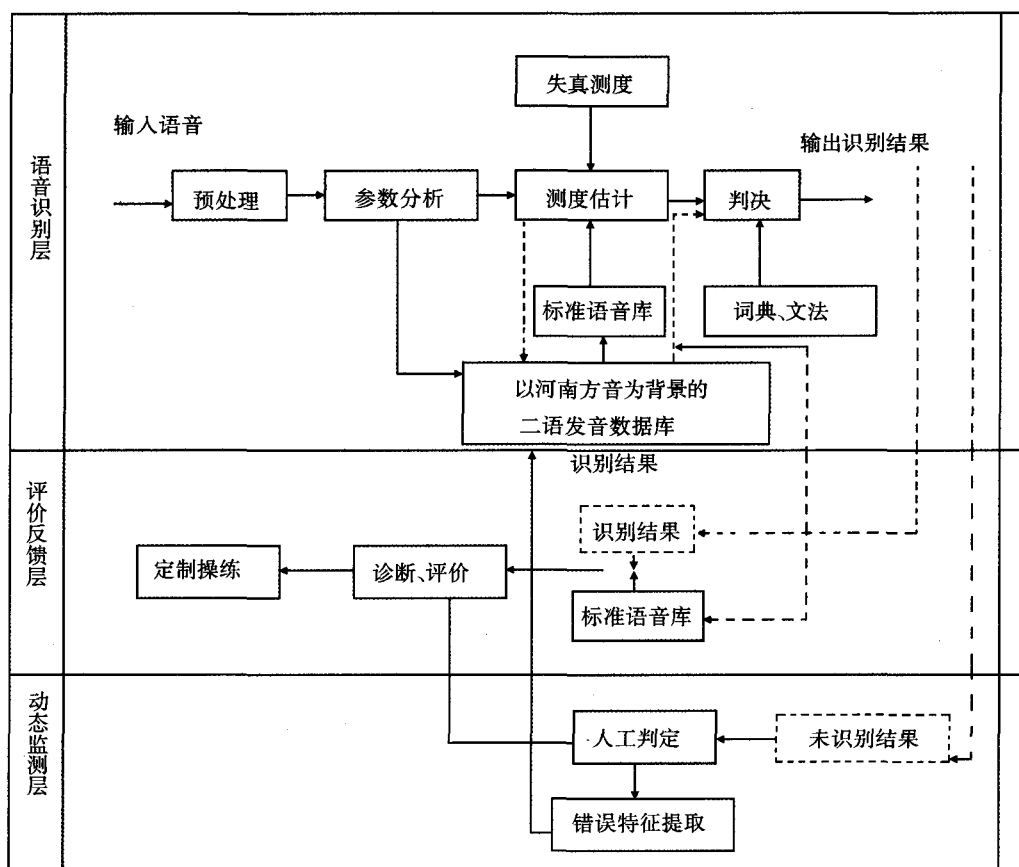 语音识别层
失真测度
输入语音
输出识别结果
预处理
参数分析
测度估计
判决
标准语音库
词典、文法
以河南方音为背景的
二语发音数据库
评价反馈层
识别结果
识别结果
定制操练
诊断、评价
标准语音库
动态监测层
人工判定
未识别结果
错误特征提取